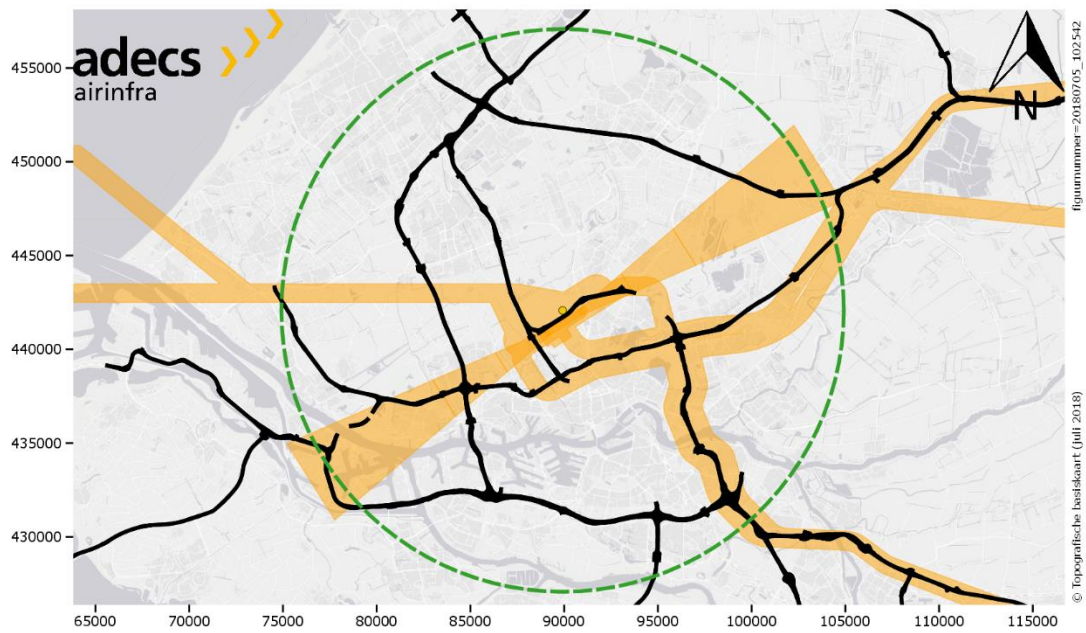 adecs
airinfra
455000
450000
445000
440000
435000
430000
65000 70000 75000 80000 85000 90000 95000 100000 105000 110000 115000
N
figuurnummer=20180705_102542
© Topografische basiskaart (juli 2018)